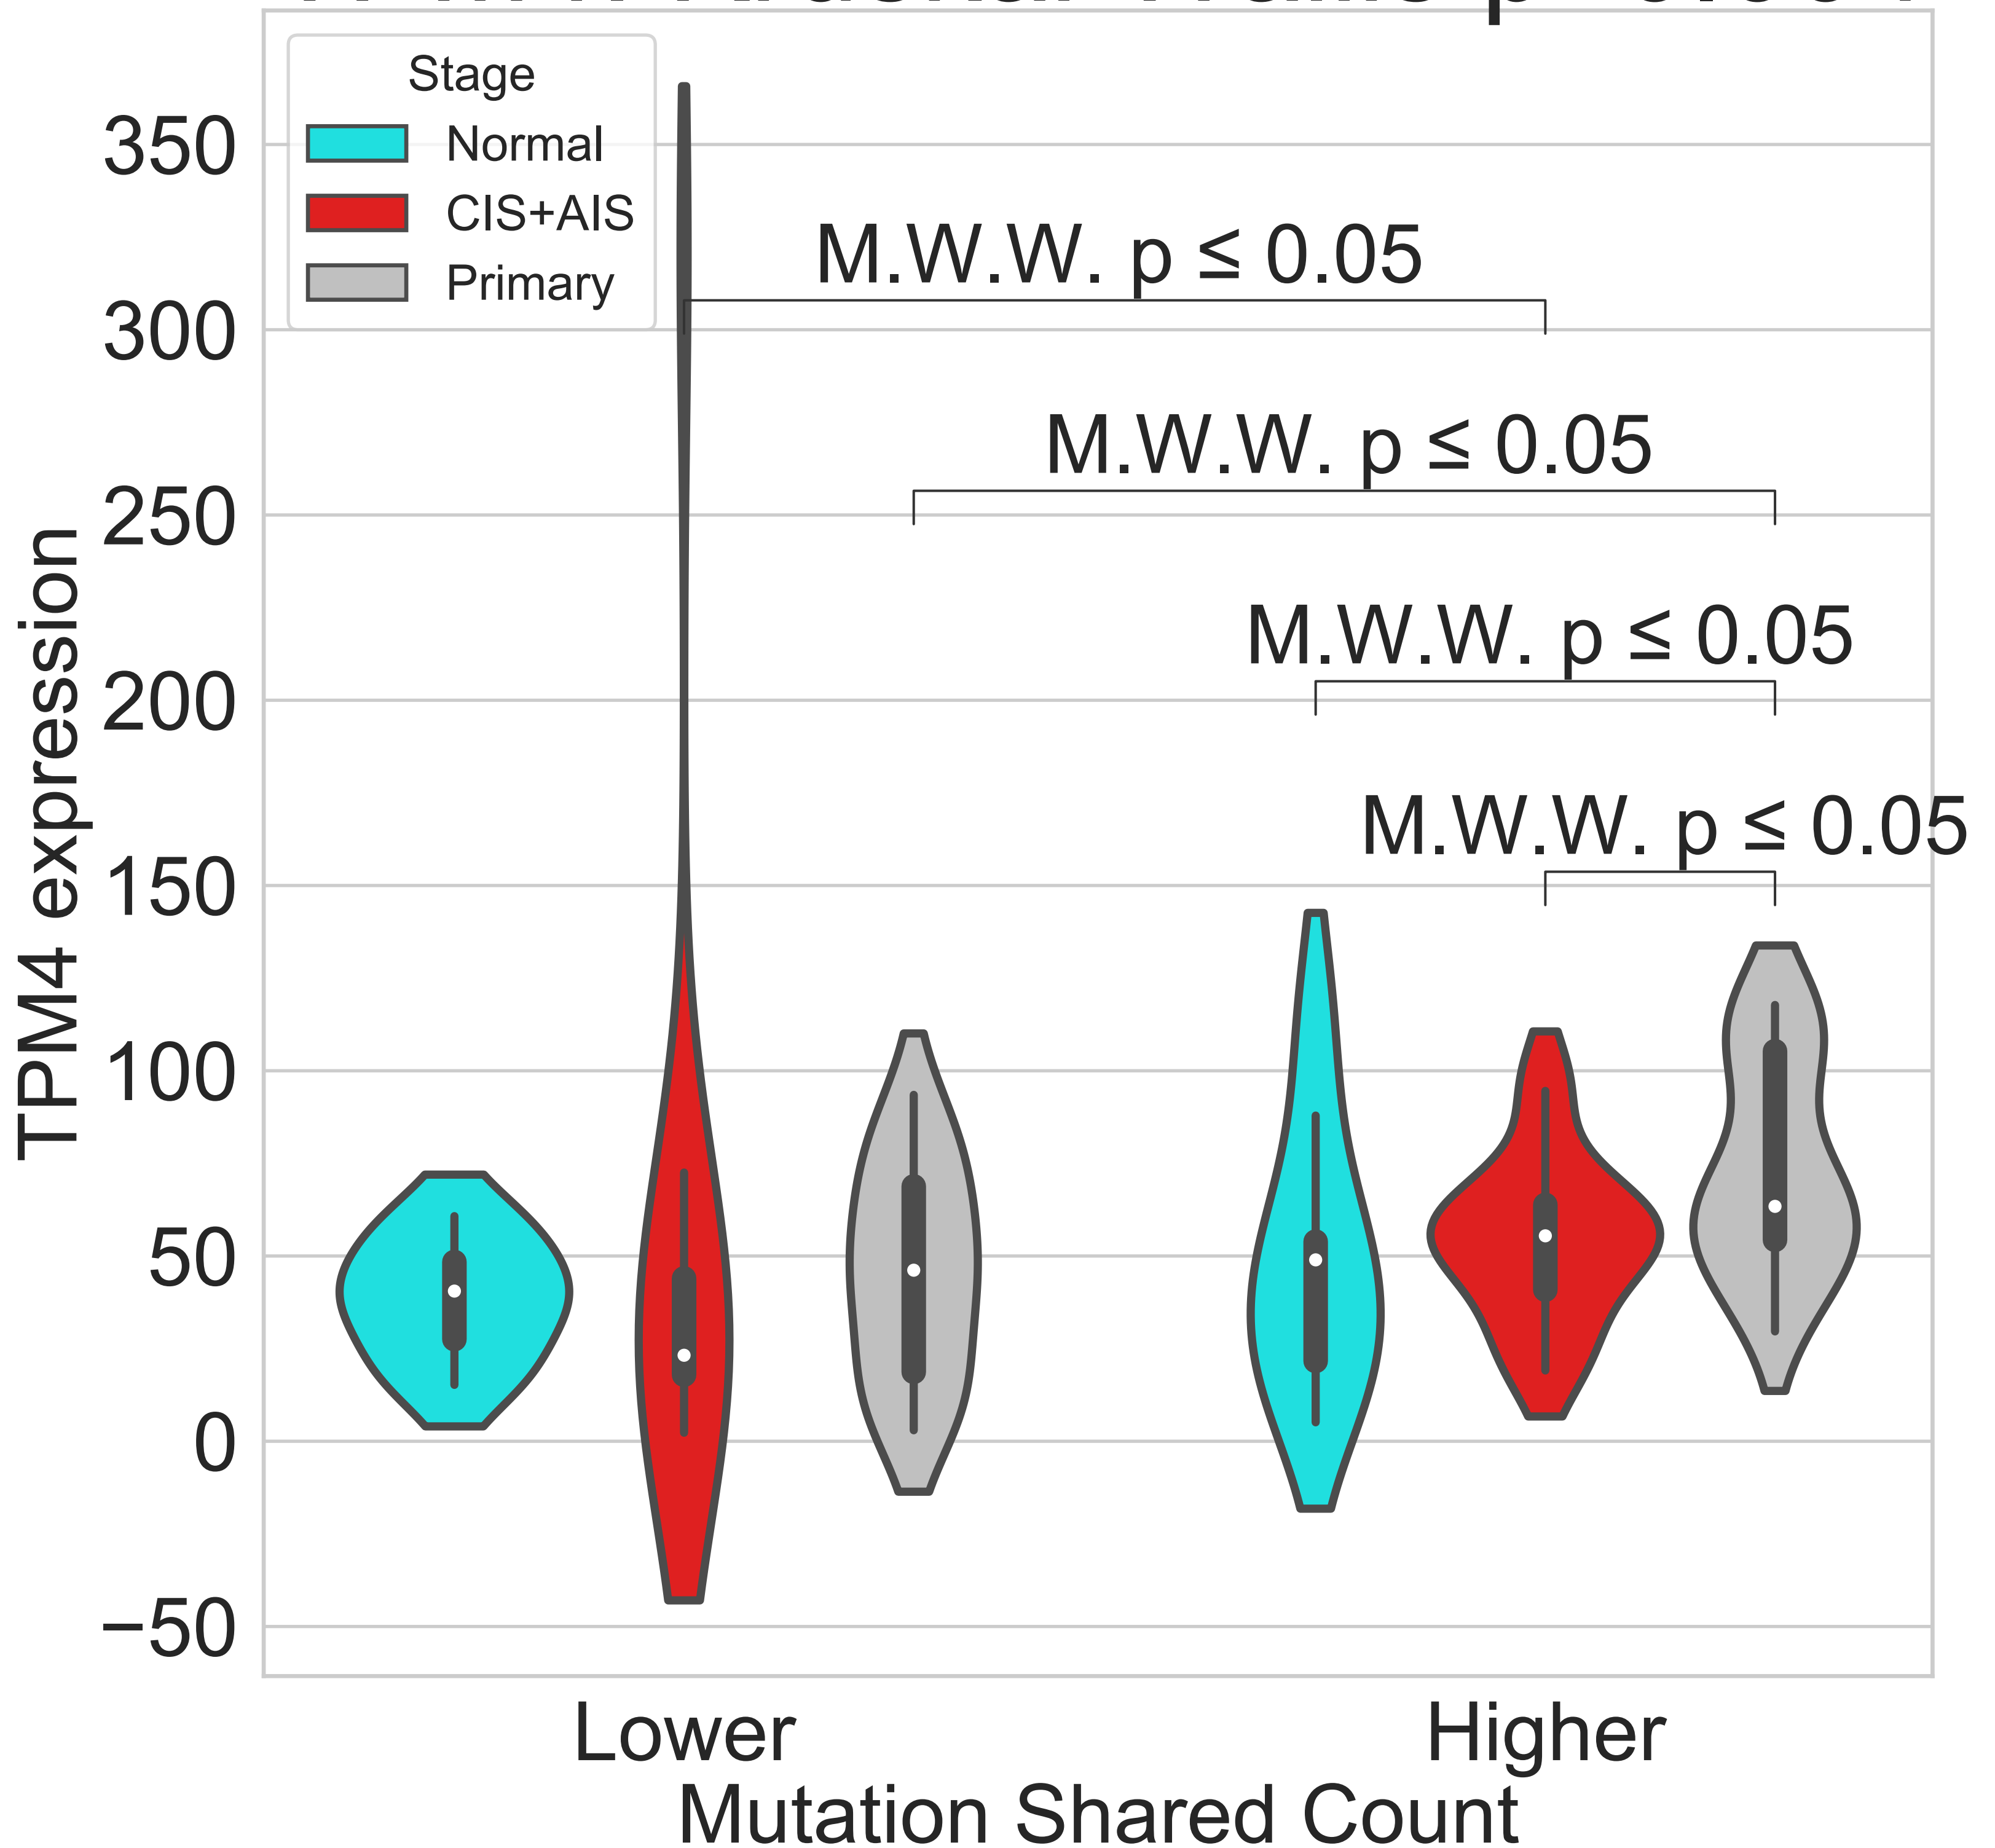 Stage
Normal
CIS+AIS
Primary
350
300
250
200
150
100
50
0
−50
TPM4 expression
M.W.W. p ≤ 0.05
M.W.W. p ≤ 0.05
M.W.W. p ≤ 0.05
M.W.W. p ≤ 0.05
Lower
Higher
Mutation Shared Count